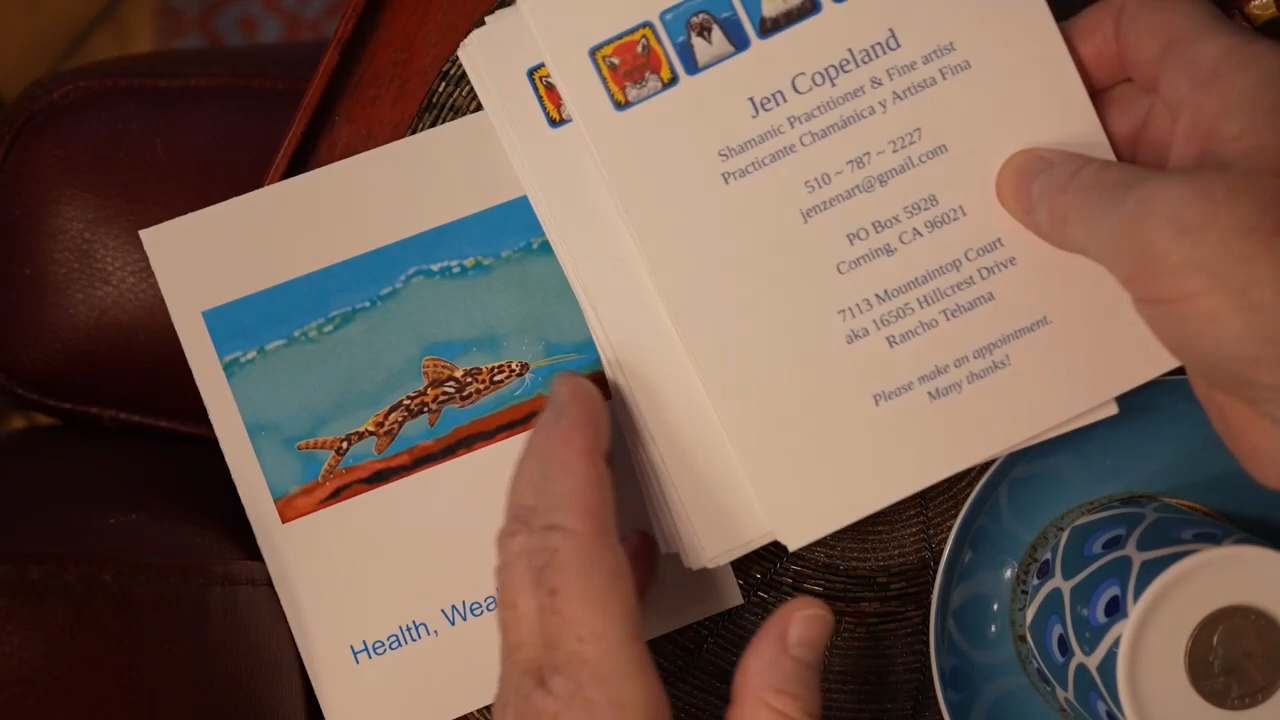 Jen Copeland
Shamanic Practitioner & Fine artist
Practicante Chamánica y Artista Fina
510 ~ 787 ~ 2227
jenzenart@gmail.com
PO Box 5928
Corning, CA 96021
7113 Mountaintop Court
aka 16505 Hillcrest Drive
Rancho Tehama
Please make an appointment.
Many thanks!
Health,